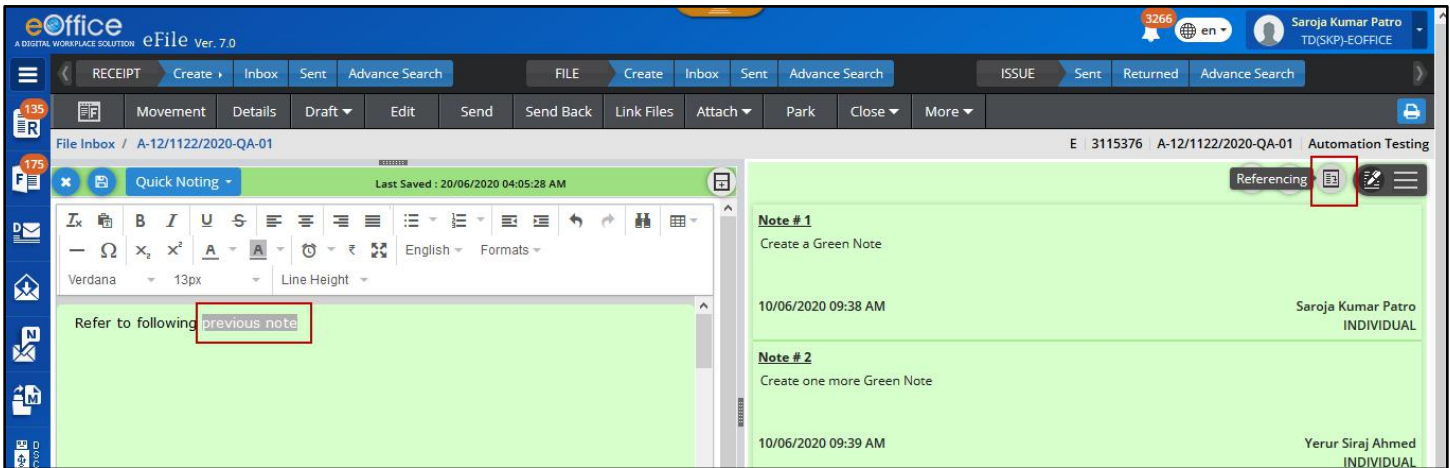 eOffice
A DIGITAL WORKPLACE SOLUTION eFile Ver. 7.0
3266
en
Saroja Kumar Patro
TD(SKP)-EOFFICE
RECEIPT Create Inbox Sent Advance Search FILE Create Inbox Sent Advance Search ISSUE Sent Returned Advance Search
135
R
F Movement Details Draft Edit Send Send Back Link Files Attach Park Close More
File Inbox / A-12/1122/2020-QA-01 E 3115376 A-12/1122/2020-QA-01 Automation Testing
175
F
Quick Noting Last Saved : 20/06/2020 04:05:28 AM
Referencing
D
B I U S
Ω X₂ X² A A ₹ English Formats
Verdana 13px Line Height
Refer to following previous note
N
M
DSC
Note # 1
Create a Green Note
10/06/2020 09:38 AM Saroja Kumar Patro
INDIVIDUAL
Note # 2
Create one more Green Note
10/06/2020 09:39 AM Yerur Siraj Ahmed
INDIVIDUAL